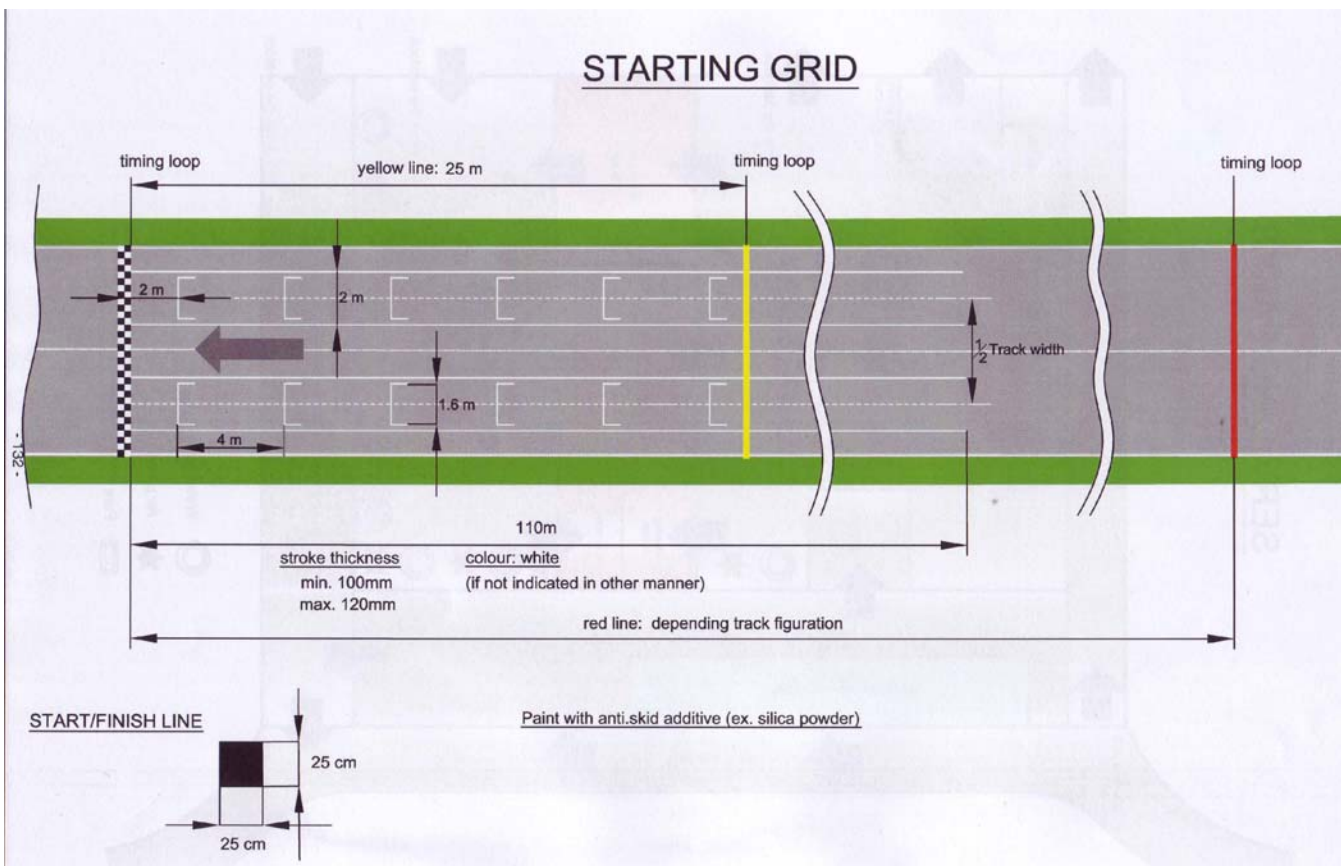 STARTING GRID
timing loop
yellow line: 25 m
timing loop
timing loop
2 m
2 m
½ Track width
1.6 m
4 m
- 132 -
110m
stroke thickness
min. 100mm
max. 120mm
colour: white
(if not indicated in other manner)
red line: depending track figuration
START/FINISH LINE
25 cm
25 cm
Paint with anti.skid additive (ex. silica powder)